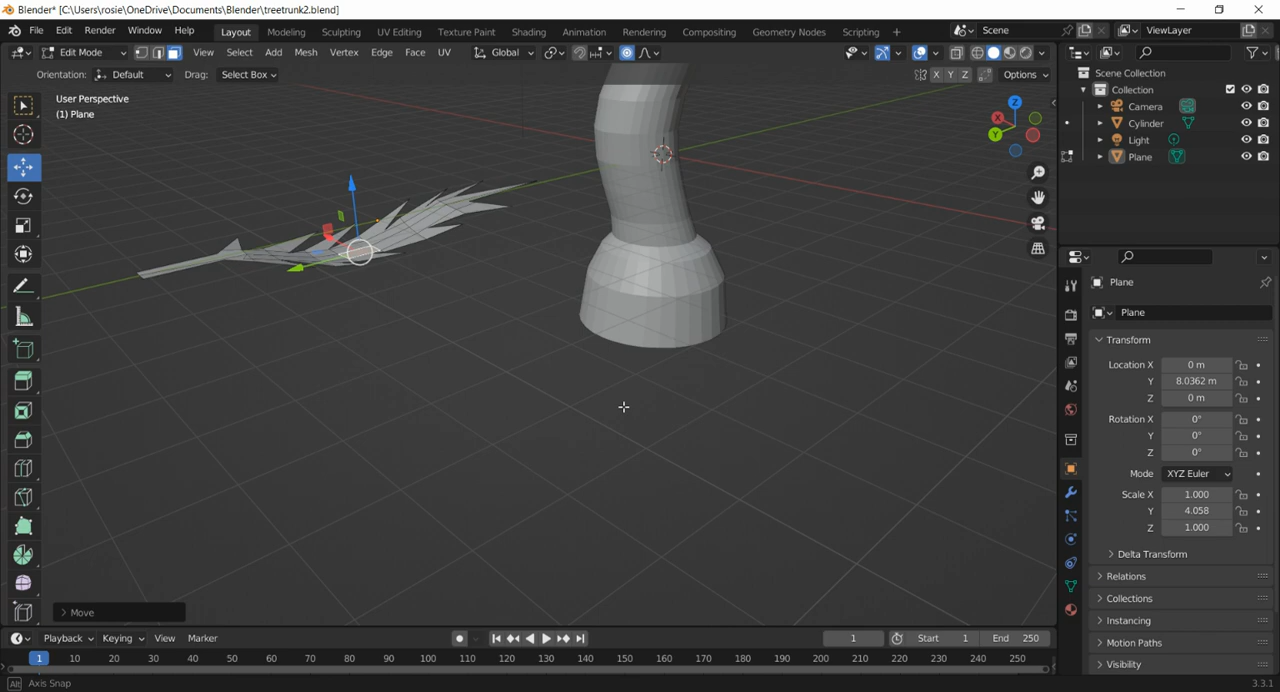 Blender* [C:\Users\rosie\OneDrive\Documents\Blender\treetrunk2.blend]
File Edit Render Window Help Layout Modeling Sculpting UV Editing Texture Paint Shading Animation Rendering Compositing Geometry Nodes Scripting + Scene ViewLayer
Edit Mode View Select Add Mesh Vertex Edge Face UV Global
Orientation: Default Drag: Select Box X Y Z Options
User Perspective
(1) Plane
Z
X
Y
Scene Collection
Collection
Camera
Cylinder
Light
Plane
Plane
Plane
Transform
Location X 0 m
Y 8.0362 m
Z 0 m
Rotation X 0°
Y 0°
Z 0°
Mode XYZ Euler
Scale X 1.000
Y 4.058
Z 1.000
Delta Transform
Relations
Collections
Instancing
Motion Paths
Visibility
Move
Playback Keying View Marker 1 Start 1 End 250
1 10 20 30 40 50 60 70 80 90 100 110 120 130 140 150 160 170 180 190 200 210 220 230 240 250
Alt Axis Snap 3.3.1